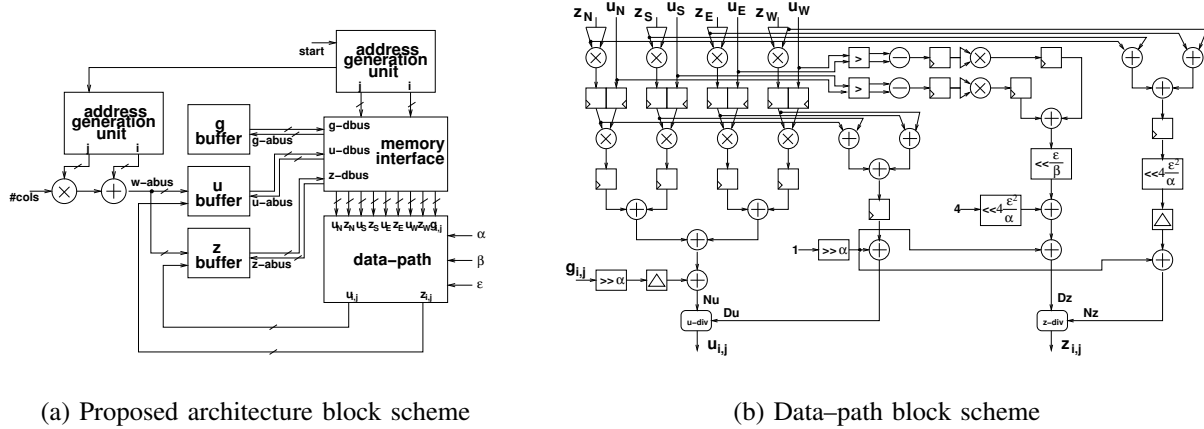 start
address
generation
unit
j i
address
generation
unit
j i
g
buffer
g-dbus
g-abus
memory
interface
u-dbus
u
buffer
u-abus
z-dbus
w-abus
#cols
z
buffer
z-abus
u_N z_N u_S z_S u_E z_E u_W z_W g_i,j
data-path
α
β
ε
u_i,j z_i,j
(a) Proposed architecture block scheme
z_N u_N z_S u_S z_E u_E z_W u_W
>
>
<< ε/β
<<4 ε²/α
4 <<4 ε²/α
1 >> α
g_i,j >> α
Nu
Du
u-div
u_i,j
Dz
Nz
z-div
z_i,j
(b) Data-path block scheme